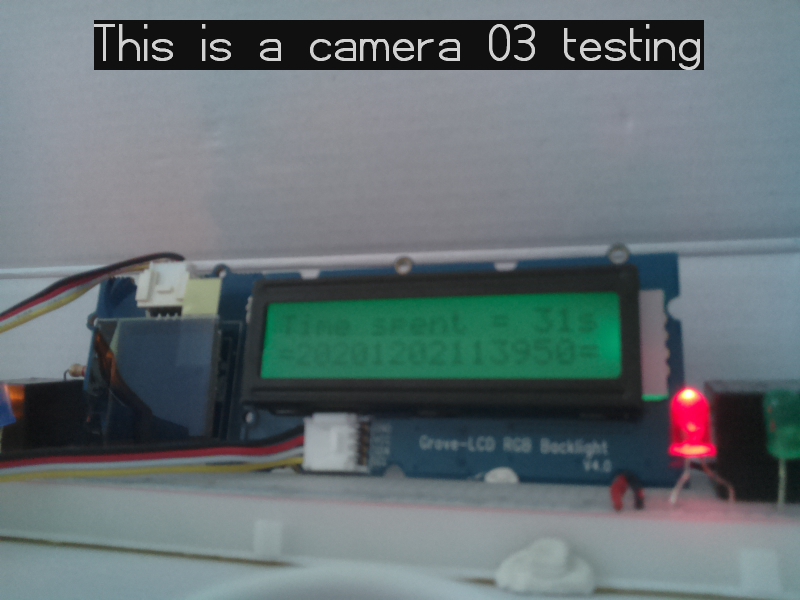 This is a camera 03 testing
Time spent = 31s
=20201202113950=
Grove-LCD RGB Backlight
V4.0